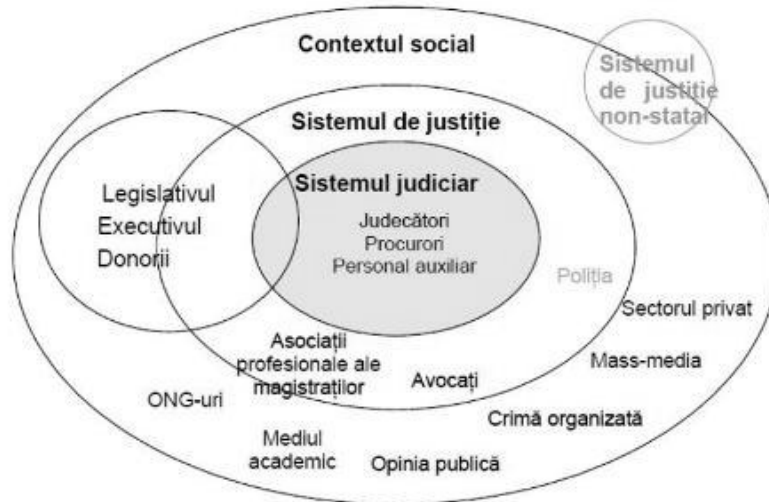 Contextul social
Sistemul
de justiție
non-statal
Sistemul de justiție
Sistemul judiciar
Judecători
Procurori
Personal auxiliar
Legislativul
Executivul
Donorii
Poliția
Sectorul privat
Asociații
profesionale ale
magistraților
Avocați
Mass-media
ONG-uri
Crimă organizată
Mediul
academic
Opinia publică